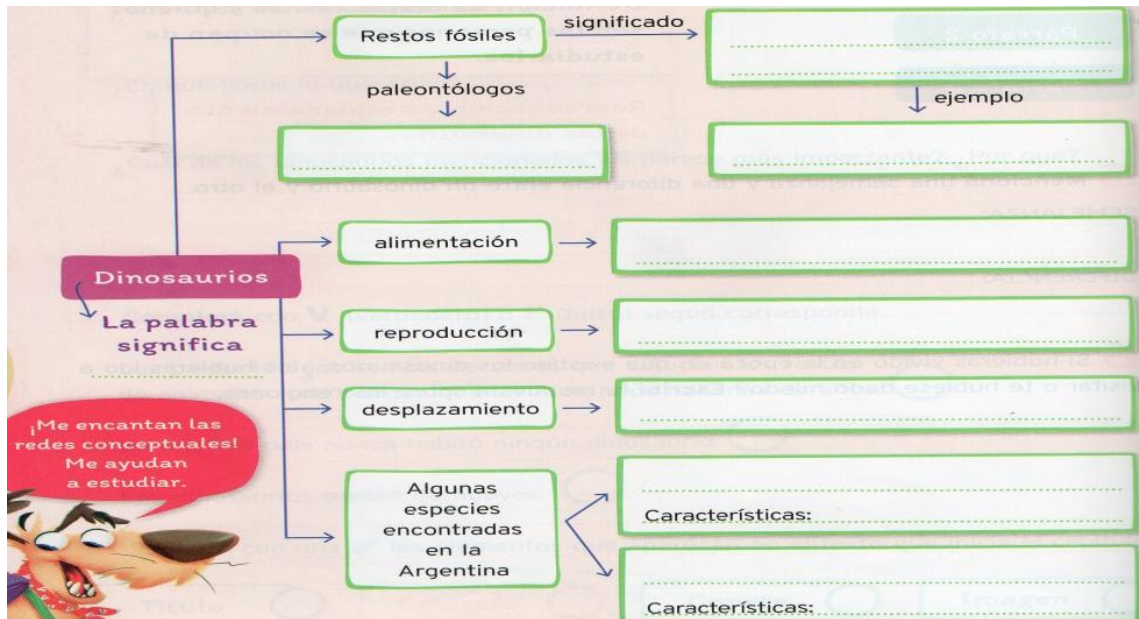 Restos fósiles
significado
paleontólogos
ejemplo
alimentación
Dinosaurios
La palabra
significa
reproducción
desplazamiento
¡Me encantan las
redes conceptuales!
Me ayudan
a estudiar.
Algunas
especies
encontradas
en la
Argentina
Características:
Características: